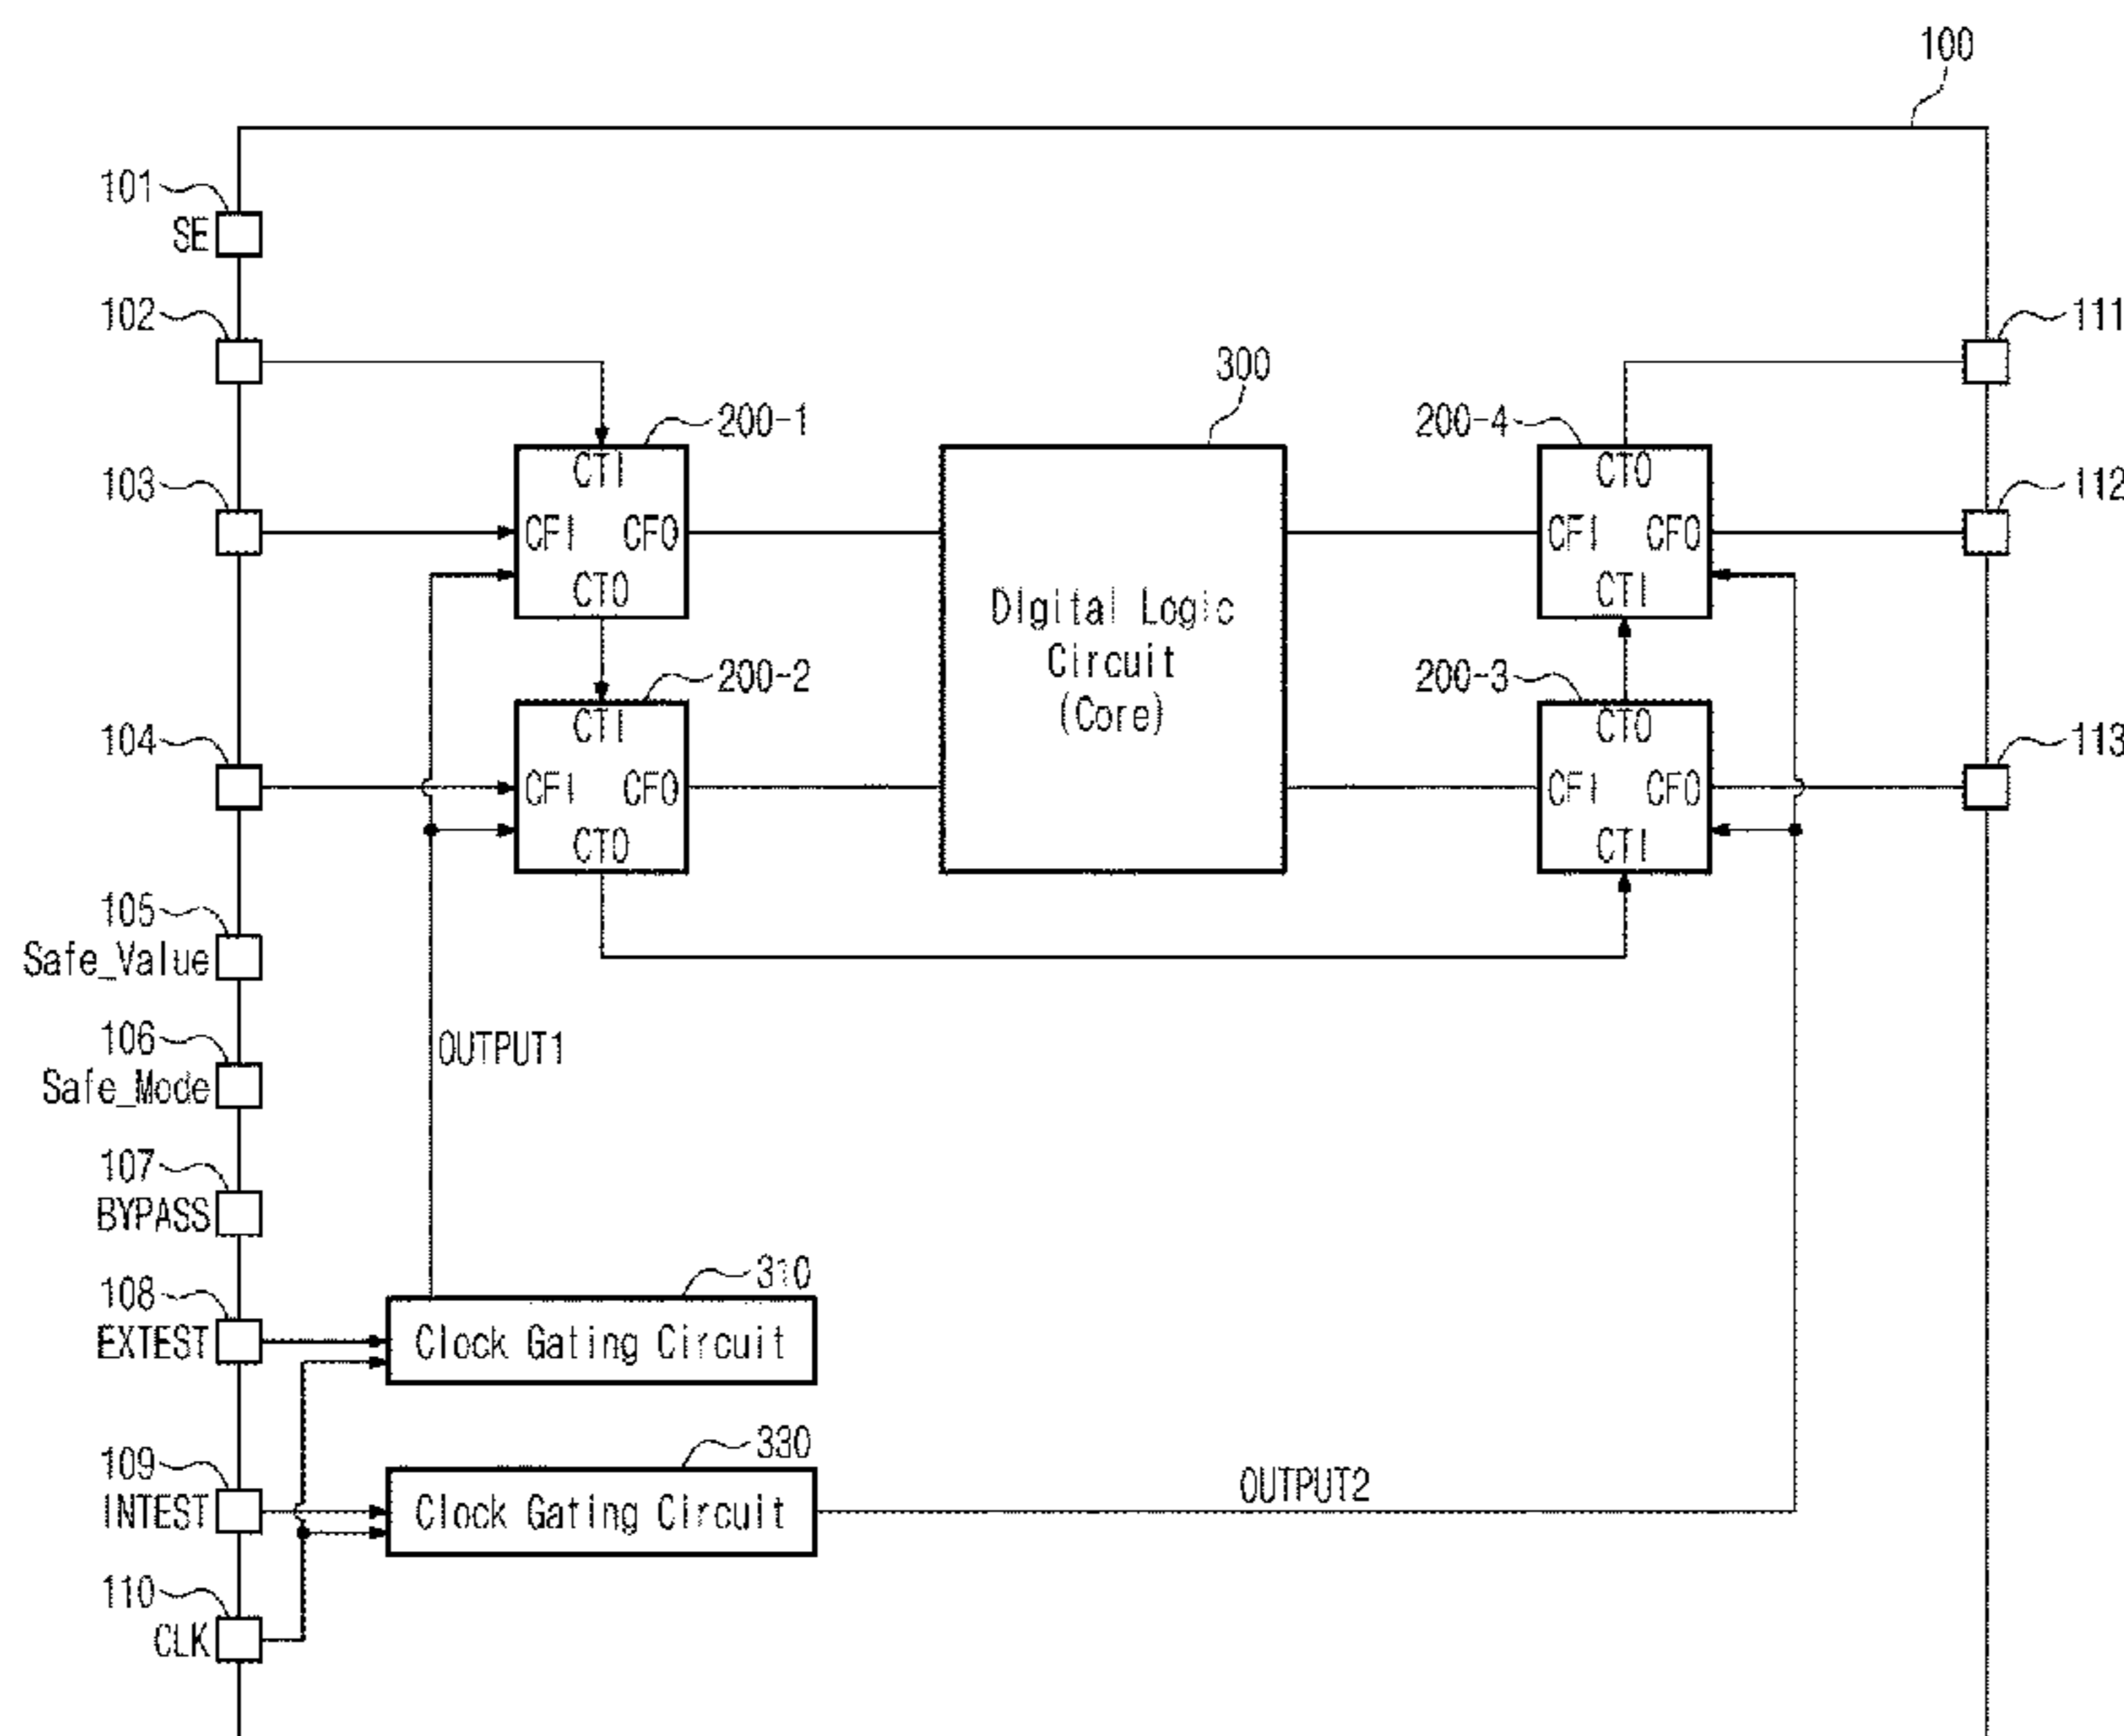 100
101
SE
102
111
300
200-1
200-4
CTI
CTO
103
112
CFI CFO
CFI CFO
CTO
CTI
Digital Logic
Circuit
(Core)
200-2
200-3
CTI
CTO
104
113
CFI CFO
CFI CFO
CTO
CTI
105
Safe_Value
106
OUTPUT1
Safe_Mode
107
BYPASS
310
108
EXTEST
Clock Gating Circuit
330
109
OUTPUT2
INTEST
Clock Gating Circuit
110
CLK